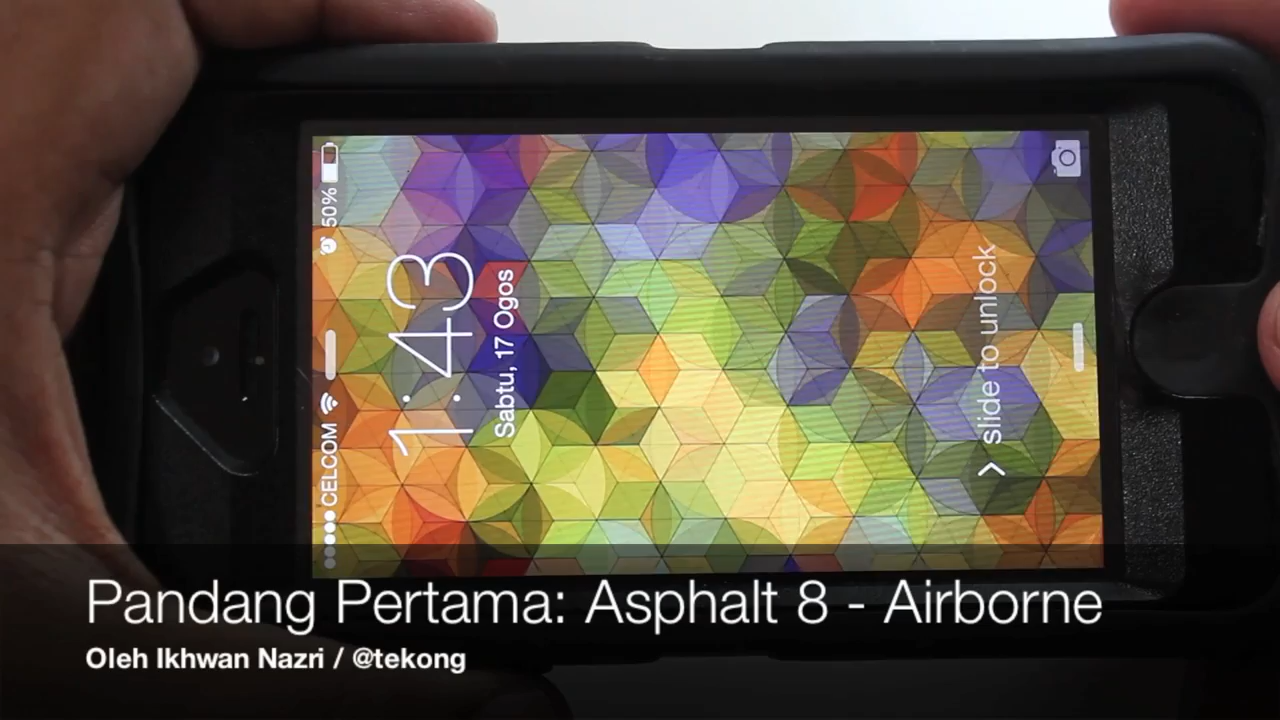 ●●●●● CELCOM 50%
1:43
Sabtu, 17 Ogos
> slide to unlock
Pandang Pertama: Asphalt 8 - Airborne
Oleh Ikhwan Nazri / @tekong